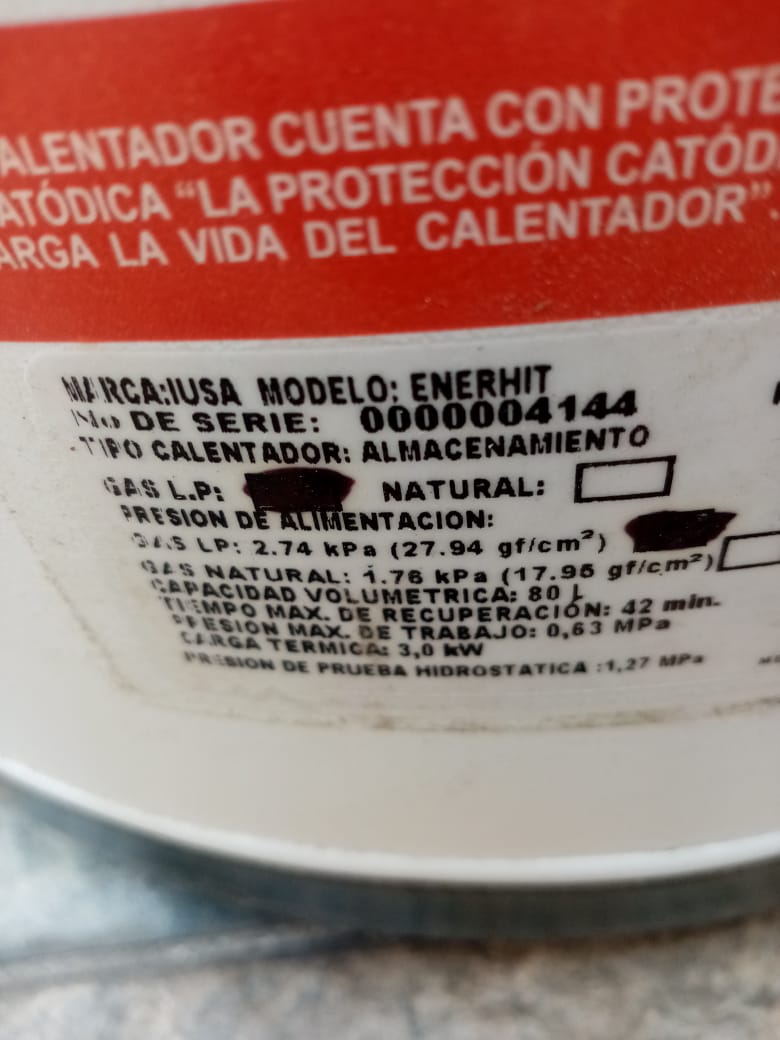 ALENTADOR CUENTA CON PROTE
ATÓDICA “LA PROTECCIÓN CATÓD
ARGA LA VIDA DEL CALENTADOR”.
MARCA:IUSA MODELO: ENERHIT
No DE SERIE: 0000004144
TIPO CALENTADOR: ALMACENAMIENTO
GAS L.P: NATURAL:
PRESION DE ALIMENTACION:
GAS LP: 2.74 kPa (27.94 gf/cm²)
GAS NATURAL: 1.76 kPa (17.95 gf/cm²)
CAPACIDAD VOLUMETRICA: 80 L
TIEMPO MAX. DE RECUPERACIÓN: 42 min.
PRESION MAX. DE TRABAJO: 0,63 MPa
CARGA TERMICA: 3,0 kW
PRESION DE PRUEBA HIDROSTATICA :1,27 MPa